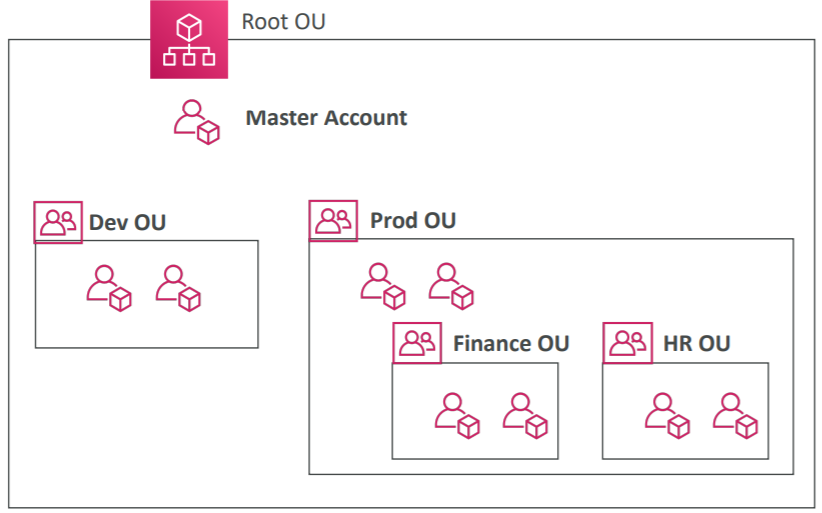 Root OU
Master Account
Dev OU
Prod OU
Finance OU
HR OU